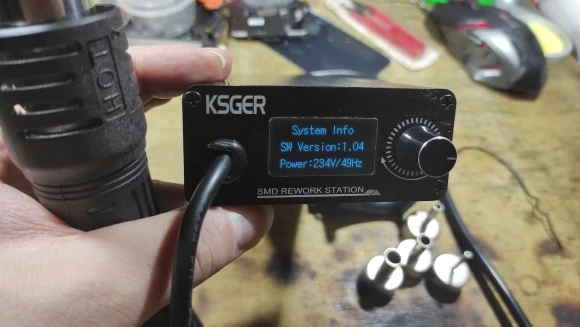 HOT
KSGER
System Info
SW Version:1.04
Power:234V/49Hz
SMD REWORK STATION